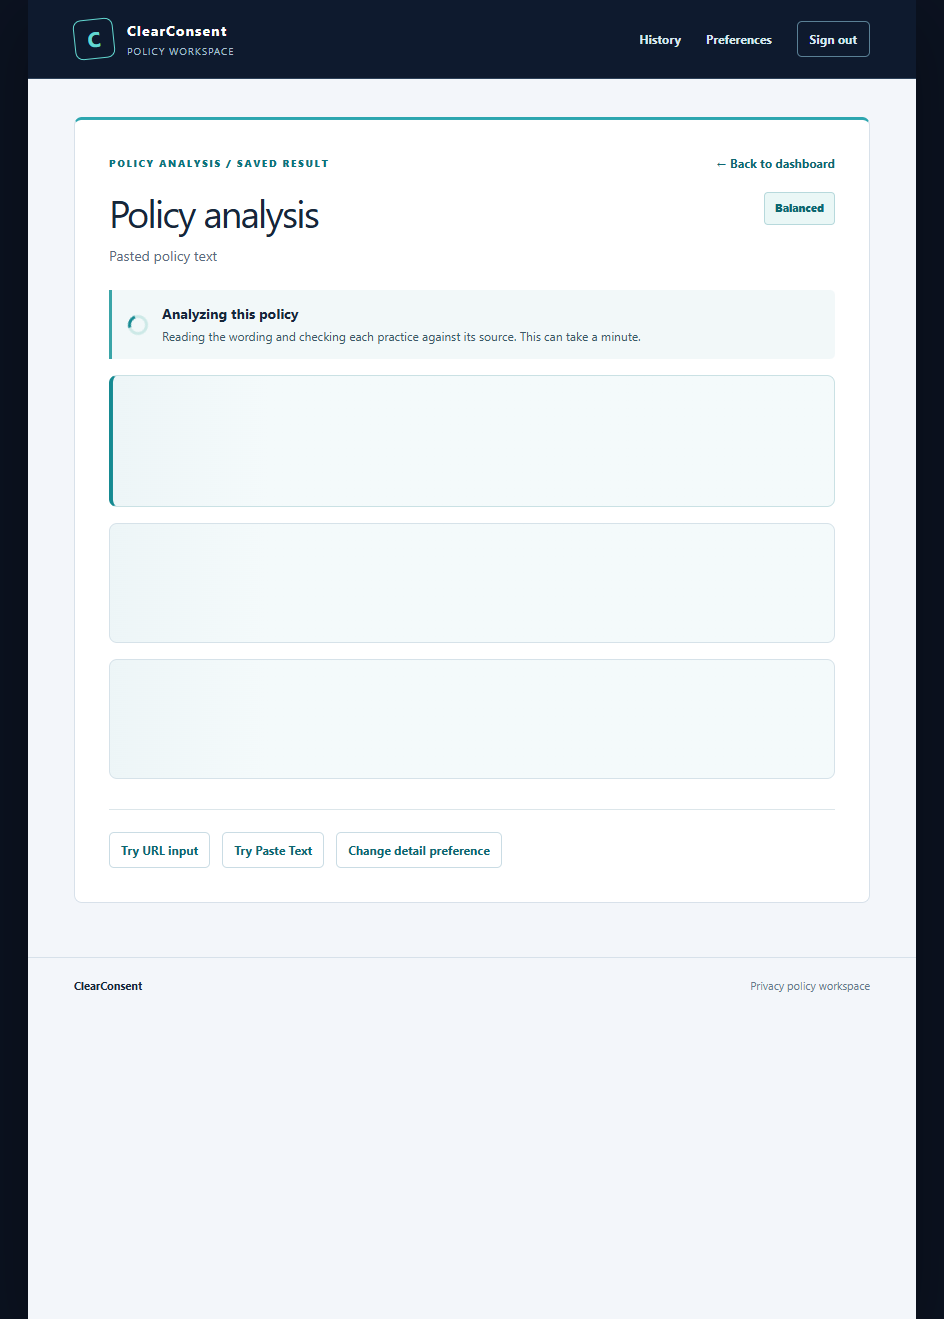 C
ClearConsent
POLICY WORKSPACE
History
Preferences
Sign out
POLICY ANALYSIS / SAVED RESULT
← Back to dashboard
Policy analysis
Balanced
Pasted policy text
Analyzing this policy
Reading the wording and checking each practice against its source. This can take a minute.
Try URL input
Try Paste Text
Change detail preference
ClearConsent
Privacy policy workspace